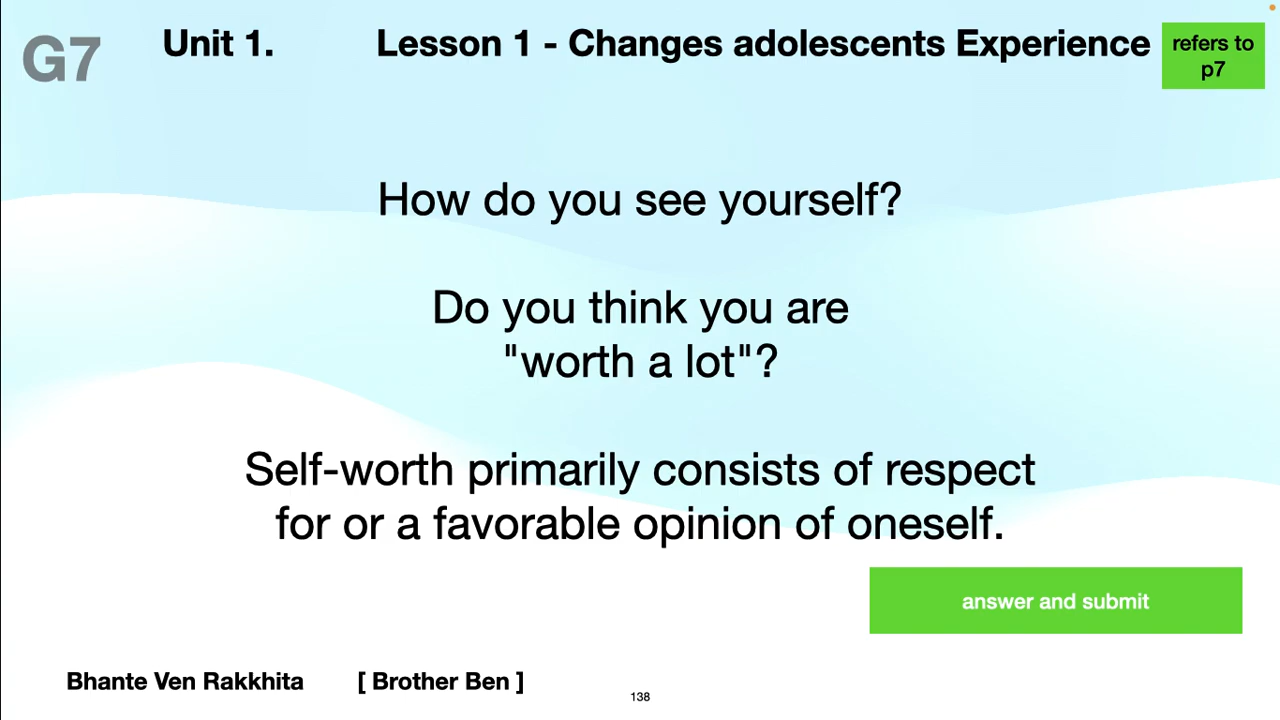 G7
Unit 1.
Lesson 1 - Changes adolescents Experience
refers to
p7
How do you see yourself?
Do you think you are
"worth a lot"?
Self-worth primarily consists of respect
for or a favorable opinion of oneself.
answer and submit
Bhante Ven Rakkhita
[ Brother Ben ]
138